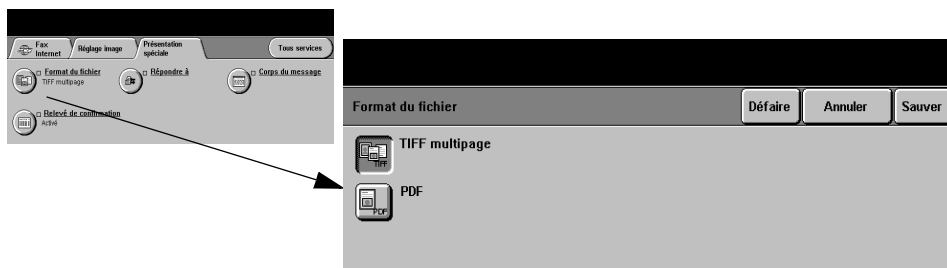 Fax Internet
Réglage image
Présentation spéciale
Tous services
Format du fichier
TIFF multipage
Répondre à
Corps du message
Relevé de confirmation
Activé
Format du fichier
Défaire
Annuler
Sauver
TIFF
TIFF multipage
PDF
PDF